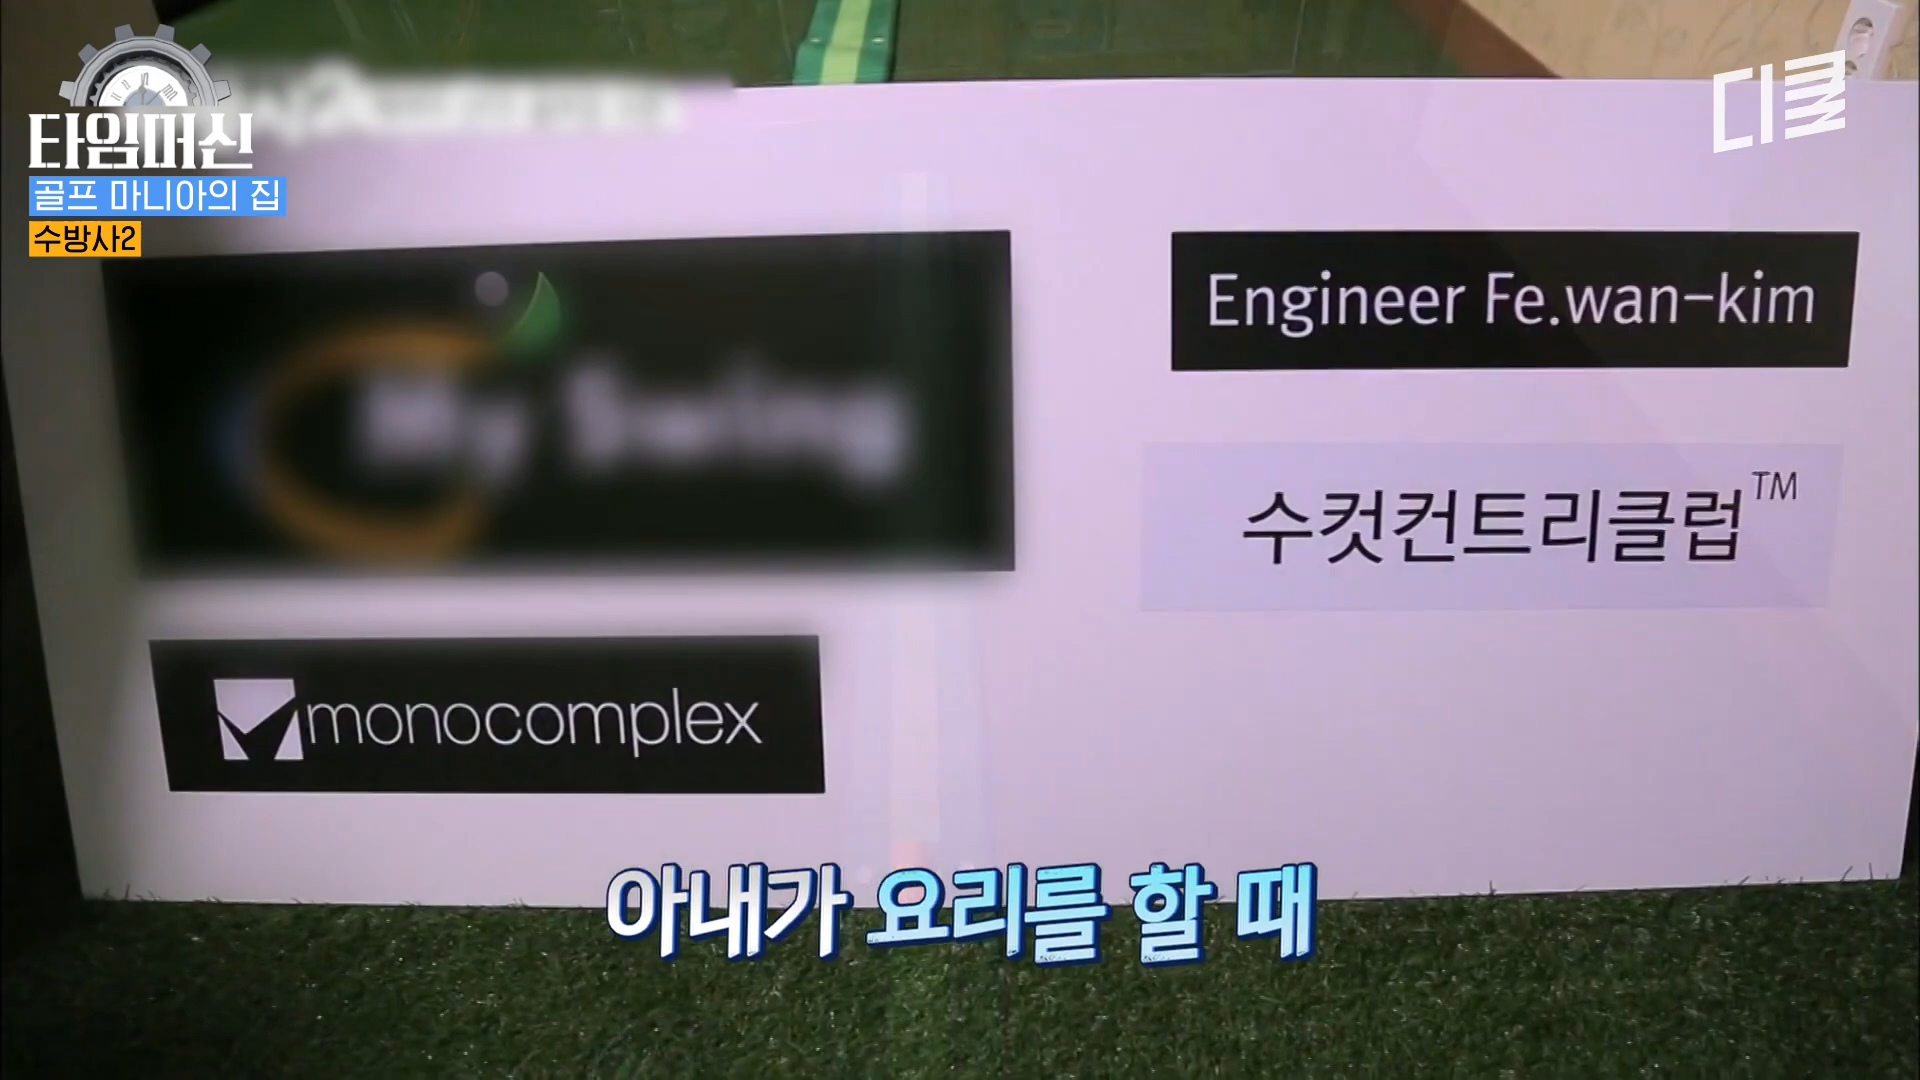 타임머신
골프 마니아의 집
수방사2
디클
Engineer Fe.wan-kim
수컷컨트리클럽™
monocomplex
아내가 요리를 할 때